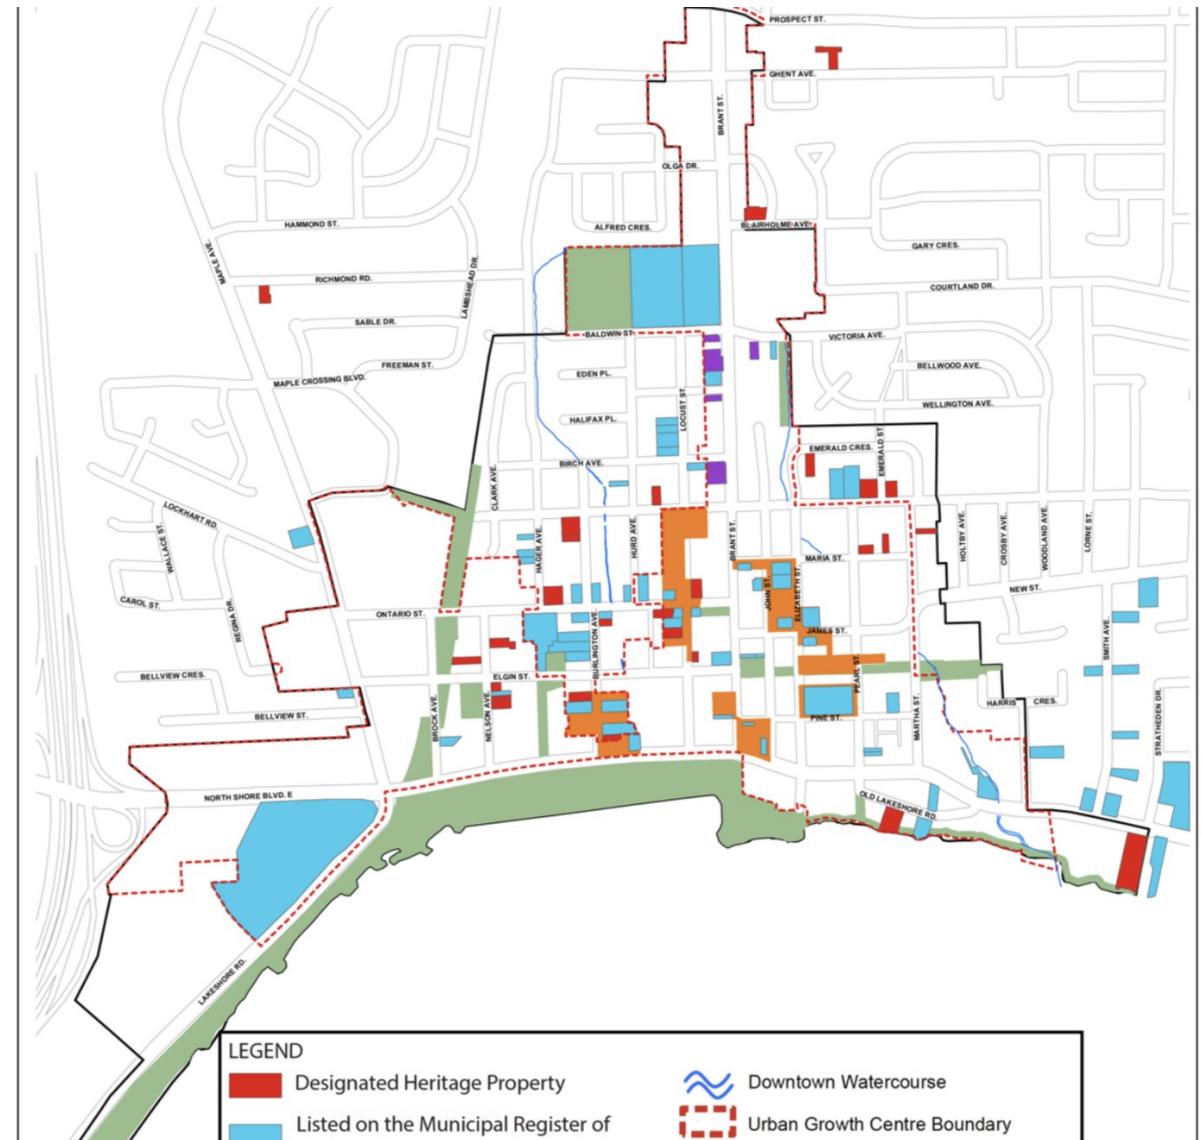 PROSPECT ST.
GHENT AVE.
BRANT ST.
OLGA DR.
HAMMOND ST.
ALFRED CRES.
BLAIRHOLME AVE.
MAPLE AVE.
GARY CRES.
RICHMOND RD.
LAMBSHEAD DR.
COURTLAND DR.
SABLE DR.
BALDWIN ST.
VICTORIA AVE.
FREEMAN ST.
EDEN PL.
BELLWOOD AVE.
MAPLE CROSSING BLVD.
LOCUST ST.
WELLINGTON AVE.
HALIFAX PL.
EMERALD CRES.
EMERALD ST.
BIRCH AVE.
CLARK AVE.
LOCKHART RD.
WALLACE ST.
HAGER AVE.
HURD AVE.
BRANT ST.
HOLTBY AVE.
CROSBY AVE.
WOODLAND AVE.
LORNE ST.
MARIA ST.
JOHN ST.
ELIZABETH ST.
NEW ST.
CAROL ST.
REGINA DR.
ONTARIO ST.
BURLINGTON AVE.
JAMES ST.
SMITH AVE.
BELLVIEW CRES.
ELGIN ST.
PEARL ST.
BROCK AVE.
NELSON AVE.
MARTHA ST.
HARRIS CRES.
STRATHEDEN DR.
BELLVIEW ST.
PINE ST.
NORTH SHORE BLVD. E
OLD LAKESHORE RD.
LAKESHORE RD.
LEGEND
Designated Heritage Property
Downtown Watercourse
Listed on the Municipal Register of
Urban Growth Centre Boundary